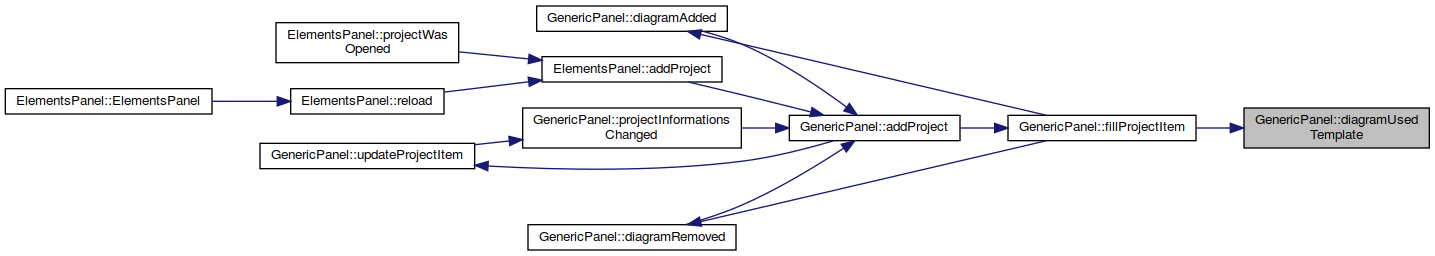 GenericPanel::diagramAdded
ElementsPanel::projectWas
Opened
ElementsPanel::addProject
ElementsPanel::ElementsPanel
ElementsPanel::reload
GenericPanel::projectInformations
Changed
GenericPanel::addProject
GenericPanel::fillProjectItem
GenericPanel::diagramUsed
Template
GenericPanel::updateProjectItem
GenericPanel::diagramRemoved